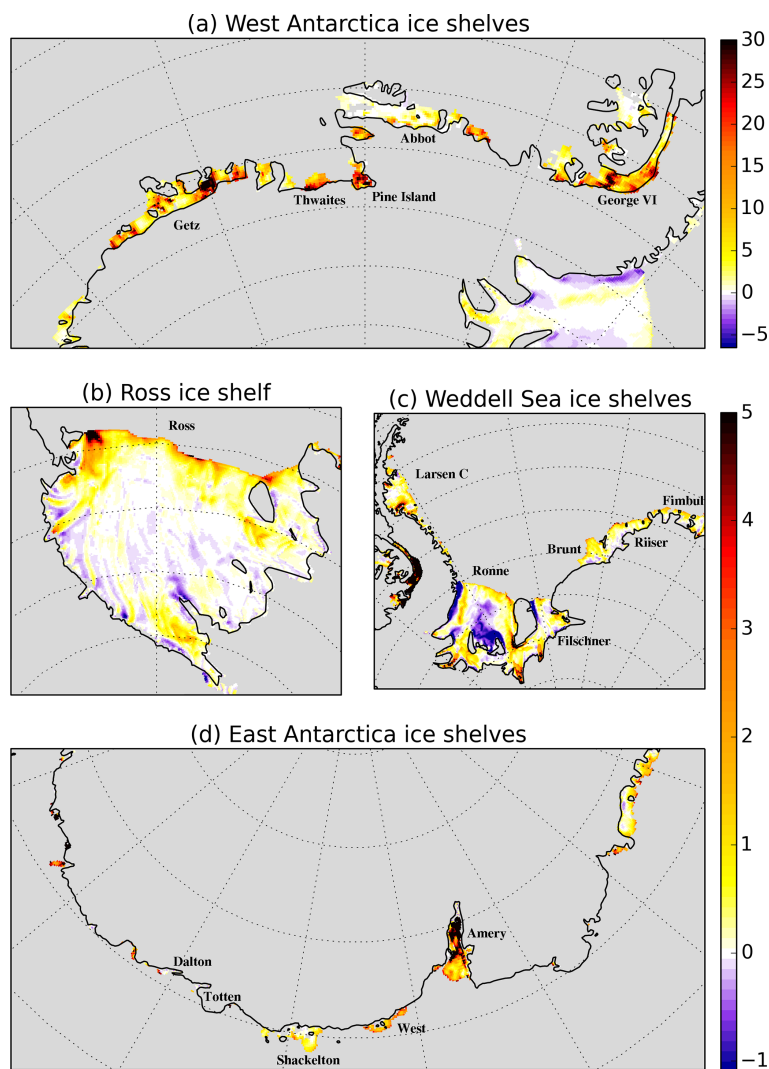 (a) West Antarctica ice shelves
30
25
20
15
10
5
0
−5
Abbot
George VI
Thwaites
Pine Island
Getz
(b) Ross ice shelf
Ross
(c) Weddell Sea ice shelves
Larsen C
Fimbul
Brunt
Riiser
Ronne
Filschner
5
4
3
2
1
0
−1
(d) East Antarctica ice shelves
Amery
Dalton
Totten
West
Shackelton